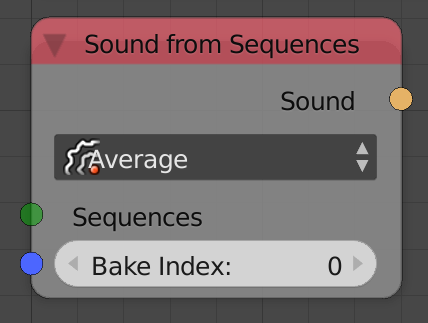 Sound from Sequences
Sound
Average
Sequences
Bake Index: 0